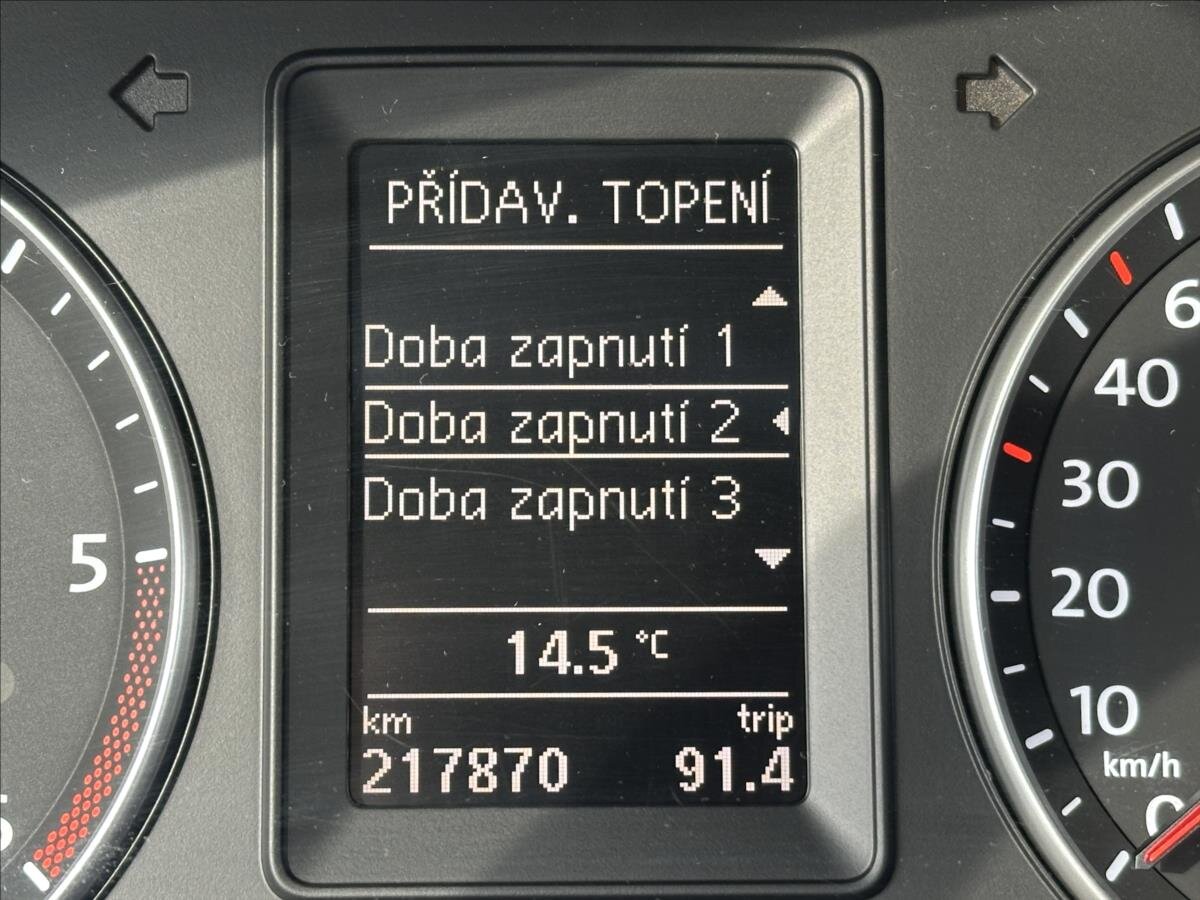 PŘÍDAV. TOPENÍ
Doba zapnutí 1
Doba zapnutí 2
Doba zapnutí 3
14.5 °C
km trip
217870 91.4
5
40
30
20
10
km/h
0